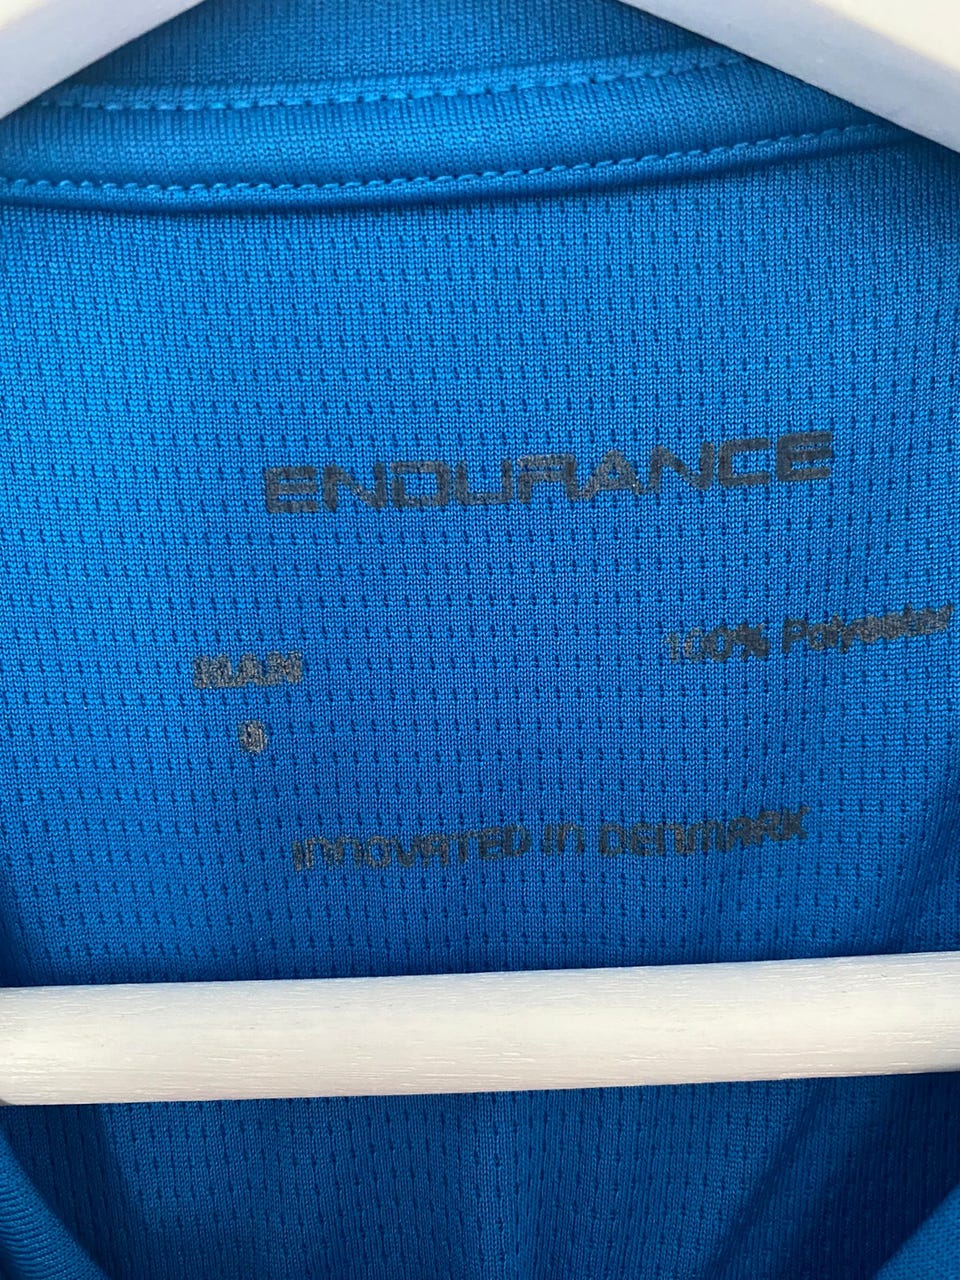 ENDURANCE
100% Polyester
MAN
INNOVATED IN DENMARK